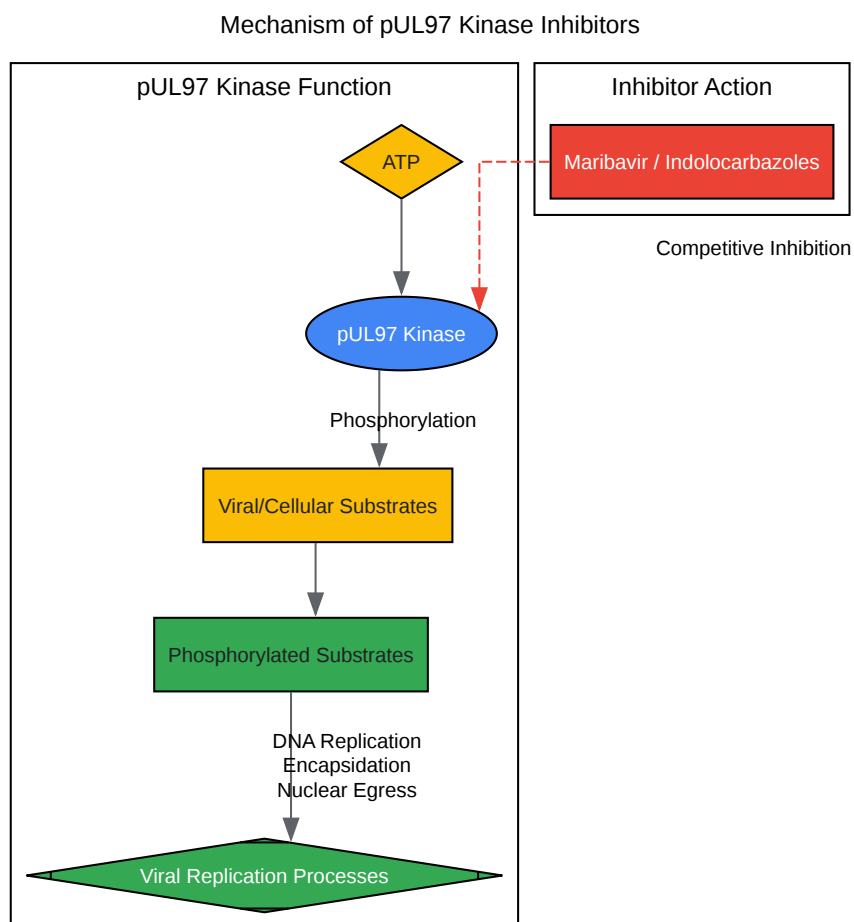 Mechanism of pUL97 Kinase Inhibitors
pUL97 Kinase Function
Inhibitor Action
ATP
Maribavir / Indolocarbazoles
Competitive Inhibition
pUL97 Kinase
Phosphorylation
Viral/Cellular Substrates
Phosphorylated Substrates
DNA Replication
Encapsidation
Nuclear Egress
Viral Replication Processes